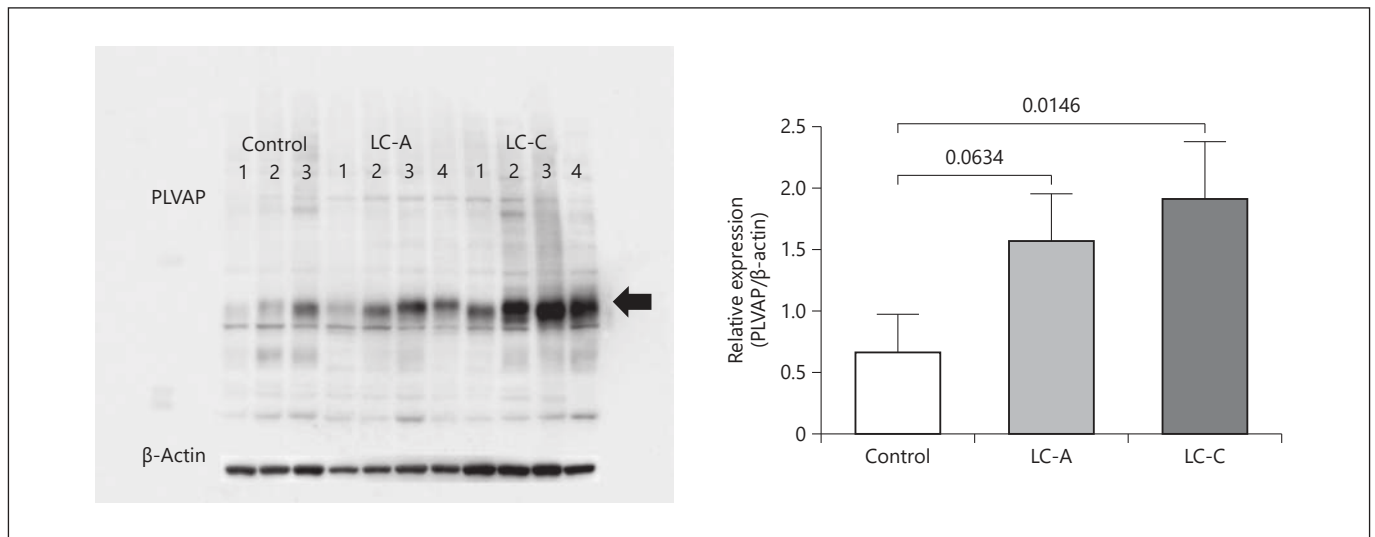 Control LC-A LC-C
1 2 3 1 2 3 4 1 2 3 4
PLVAP
β-Actin
0.0146
0.0634
2.5
2.0
1.5
1.0
0.5
0
Relative expression
(PLVAP/β-actin)
Control LC-A LC-C